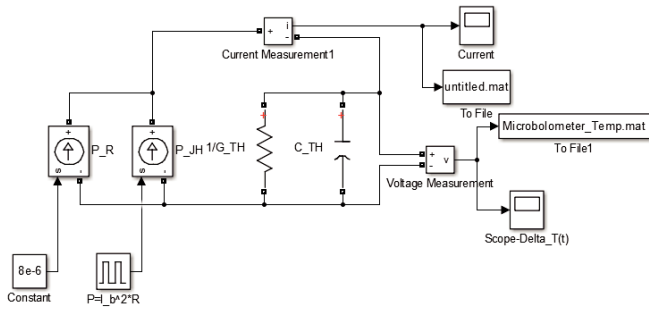 +
i
-
Current Measurement1
Current
untitled.mat
To File
Microbolometer_Temp.mat
To File1
+
P_R
s
-
+
P_JH
s
-
1/G_TH
+
C_TH
+
+
-
v
Voltage Measurement
Scope-Delta_T(t)
8e-6
Constant
P=I_b^2*R